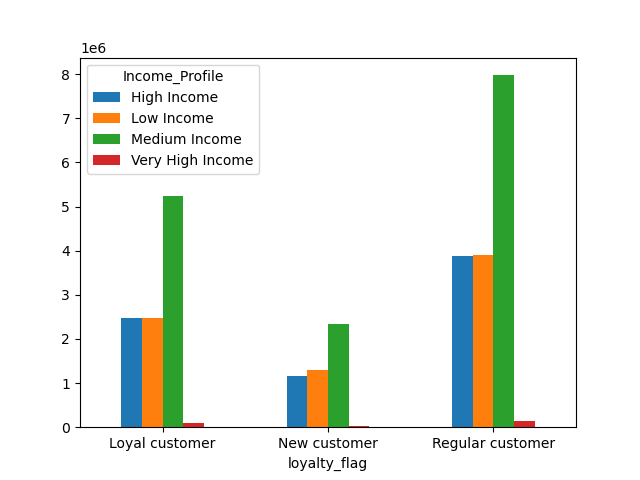 1e6
Income_Profile
High Income
Low Income
Medium Income
Very High Income
8
7
6
5
4
3
2
1
0
Loyal customer New customer Regular customer
loyalty_flag